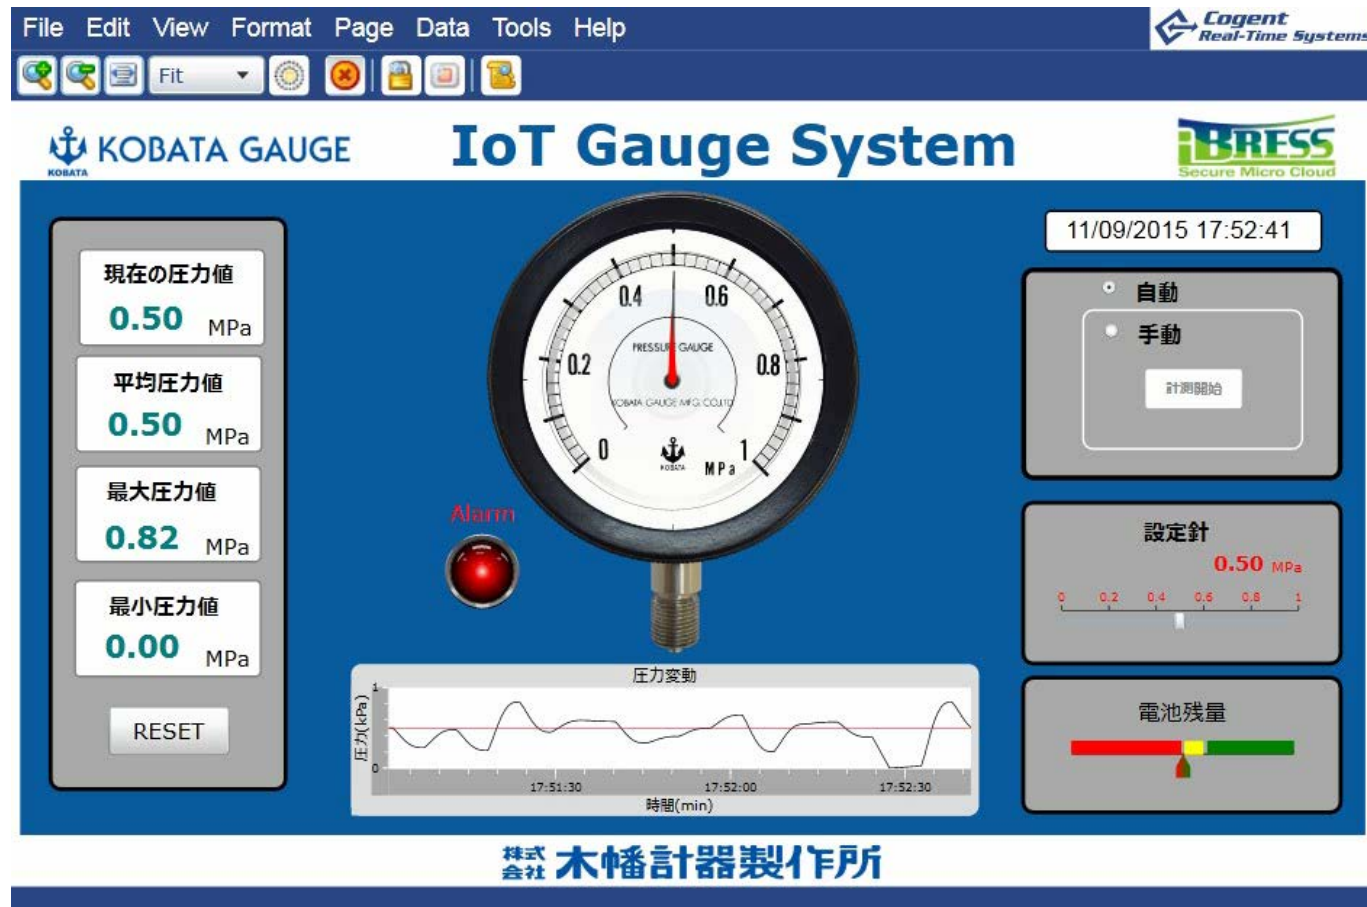 File Edit View Format Page Data Tools Help
Cogent
Real-Time Systems
Fit
KOBATA
KOBATA GAUGE
IoT Gauge System
iBRESS
Secure Micro Cloud
現在の圧力値
0.50 MPa
平均圧力値
0.50 MPa
最大圧力値
0.82 MPa
最小圧力値
0.00 MPa
RESET
0.4 0.6
PRESSURE GAUGE
0.2 0.8
KOBATA GAUGE MFG. CO.,LTD
0 1
KOBATA
MPa
Alarm
圧力変動
圧力(kPa)
1
0
17:51:30 17:52:00 17:52:30
時間(min)
11/09/2015 17:52:41
自動
手動
計測開始
設定針
0.50 MPa
0 0.2 0.4 0.6 0.8 1
電池残量
株式会社 木幡計器製作所